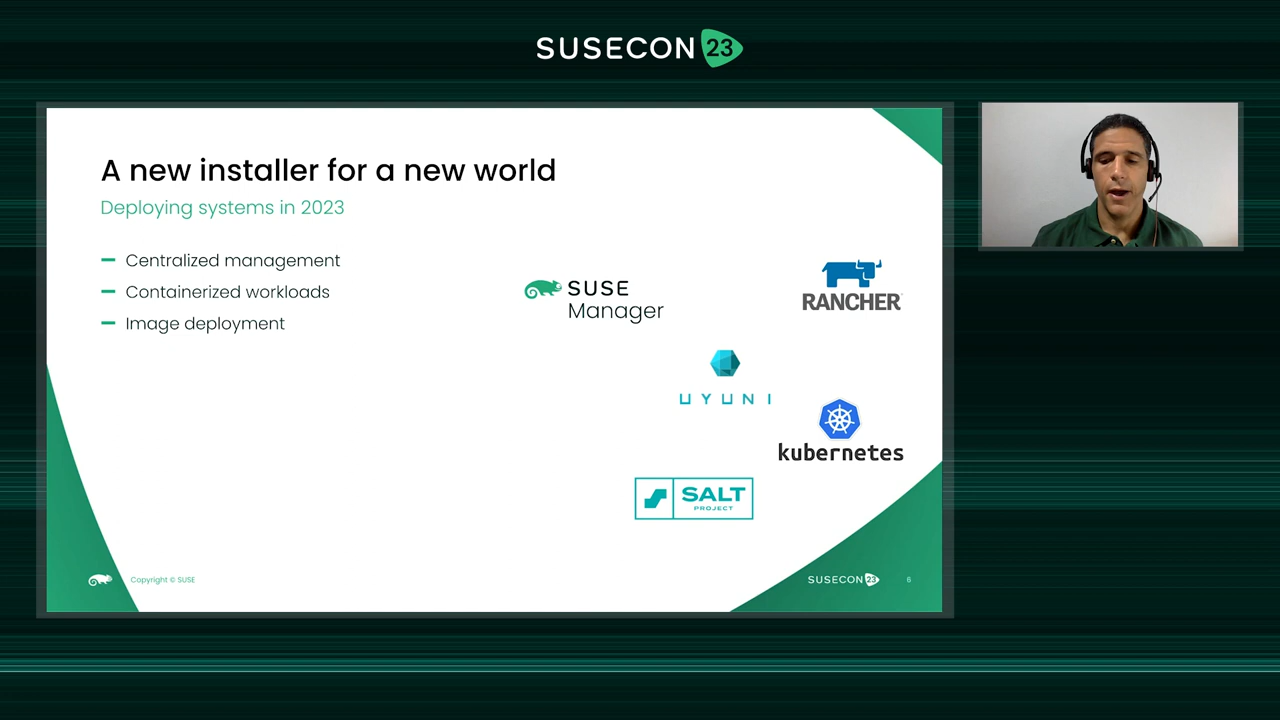 SUSECON 23
A new installer for a new world
Deploying systems in 2023
Centralized management
Containerized workloads
Image deployment
SUSE
Manager
RANCHER
UYUNI
kubernetes
SALT
PROJECT
Copyright © SUSE
SUSECON 23
6